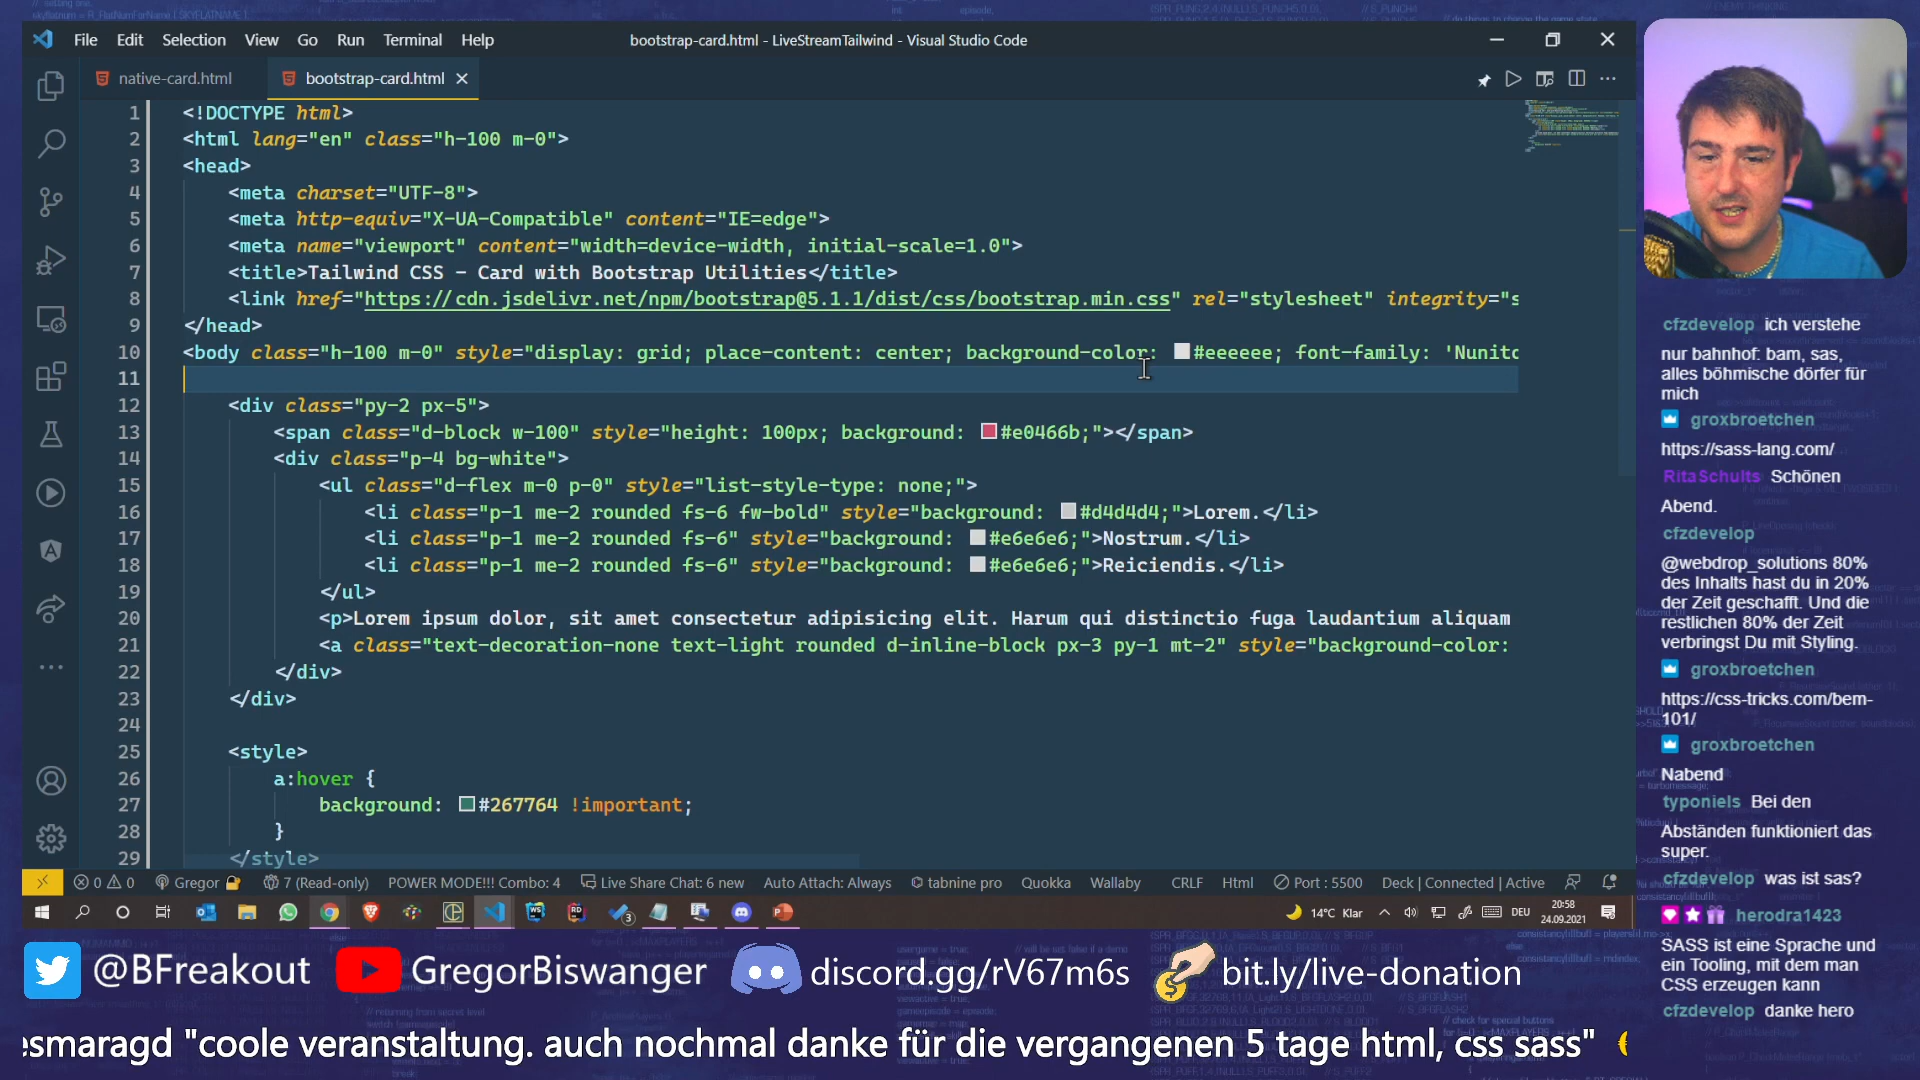 File Edit Selection View Go Run Terminal Help
bootstrap-card.html - LiveStreamTailwind - Visual Studio Code
native-card.html
bootstrap-card.html
1 <!DOCTYPE html>
2 <html lang="en" class="h-100 m-0">
3 <head>
4 <meta charset="UTF-8">
5 <meta http-equiv="X-UA-Compatible" content="IE=edge">
6 <meta name="viewport" content="width=device-width, initial-scale=1.0">
7 <title>Tailwind CSS - Card with Bootstrap Utilities</title>
8 <link href="https://cdn.jsdelivr.net/npm/bootstrap@5.1.1/dist/css/bootstrap.min.css" rel="stylesheet" integrity="s
9 </head>
10 <body class="h-100 m-0" style="display: grid; place-content: center; background-color: #eeeeee; font-family: 'Nunito
11
12 <div class="py-2 px-5">
13 <span class="d-block w-100" style="height: 100px; background: #e0466b;"></span>
14 <div class="p-4 bg-white">
15 <ul class="d-flex m-0 p-0" style="list-style-type: none;">
16 <li class="p-1 me-2 rounded fs-6 fw-bold" style="background: #d4d4d4;">Lorem.</li>
17 <li class="p-1 me-2 rounded fs-6" style="background: #e6e6e6;">Nostrum.</li>
18 <li class="p-1 me-2 rounded fs-6" style="background: #e6e6e6;">Reiciendis.</li>
19 </ul>
20 <p>Lorem ipsum dolor, sit amet consectetur adipisicing elit. Harum qui distinctio fuga laudantium aliquam
21 <a class="text-decoration-none text-light rounded d-inline-block px-3 py-1 mt-2" style="background-color:
22 </div>
23 </div>
24
25 <style>
26 a:hover {
27 background: #267764 !important;
28 }
29 </style>
0 0 Gregor 7 (Read-only) POWER MODE!!! Combo: 4 Live Share Chat: 6 new Auto Attach: Always tabnine pro Quokka Wallaby CRLF Html Port : 5500 Deck | Connected | Active
3 14°C Klar DEU 20:58
24.09.2021
cfzdevelop ich verstehe
nur bahnhof: bam, sas,
alles böhmische dörfer für
mich
groxbroetchen
https://sass-lang.com/
RitaSchults Schönen
Abend.
cfzdevelop
@webdrop_solutions 80%
des Inhalts hast du in 20%
der Zeit geschafft. Und die
restlichen 80% der Zeit
verbringst Du mit Styling.
groxbroetchen
https://css-tricks.com/bem-
101/
groxbroetchen
Nabend
typoniels Bei den
Abständen funktioniert das
super.
cfzdevelop was ist sas?
herodra1423
SASS ist eine Sprache und
ein Tooling, mit dem man
CSS erzeugen kann
cfzdevelop danke hero
@BFreakout GregorBiswanger discord.gg/rV67m6s bit.ly/live-donation
esmaragd "coole veranstaltung. auch nochmal danke für die vergangenen 5 tage html, css sass"